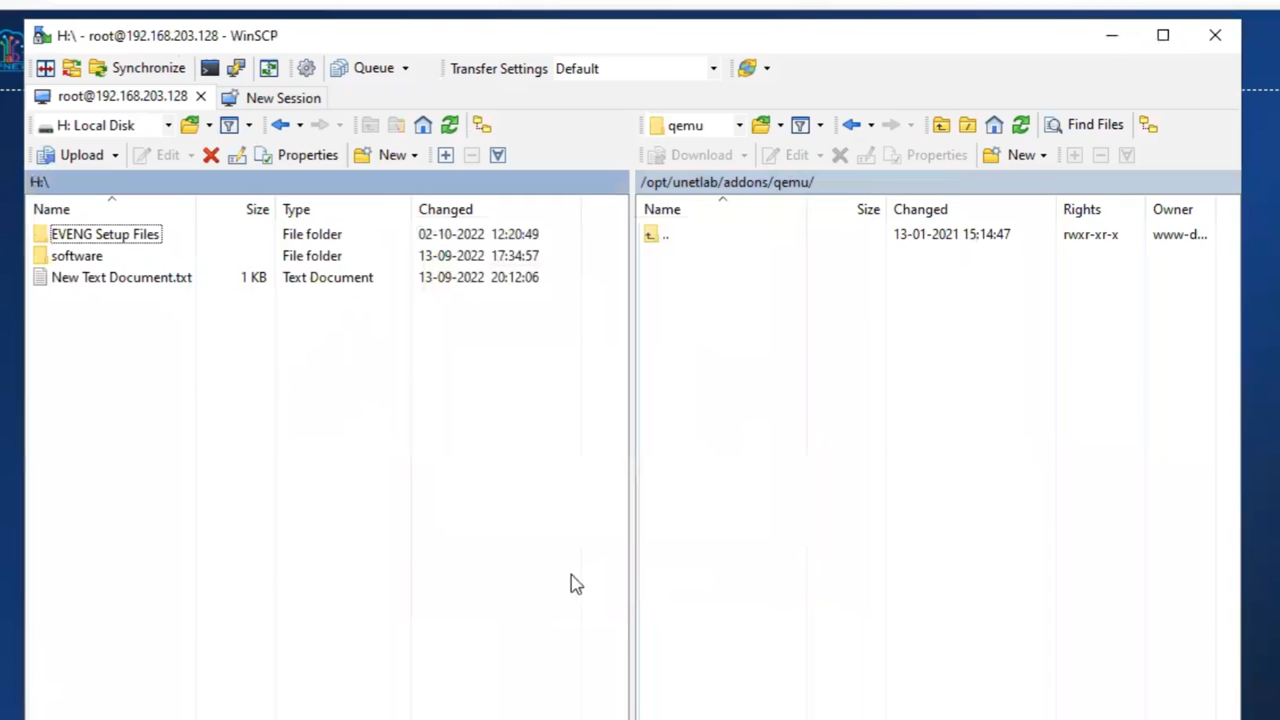 H:\ - root@192.168.203.128 - WinSCP
Synchronize Queue Transfer Settings Default
root@192.168.203.128 New Session
H: Local Disk qemu Find Files
Upload Edit Properties New Download Edit Properties New
H:\ /opt/unetlab/addons/qemu/
Name Size Type Changed Name Size Changed Rights Owner
EVENG Setup Files File folder 02-10-2022 12:20:49 .. 13-01-2021 15:14:47 rwxr-xr-x www-d...
software File folder 13-09-2022 17:34:57
New Text Document.txt 1 KB Text Document 13-09-2022 20:12:06